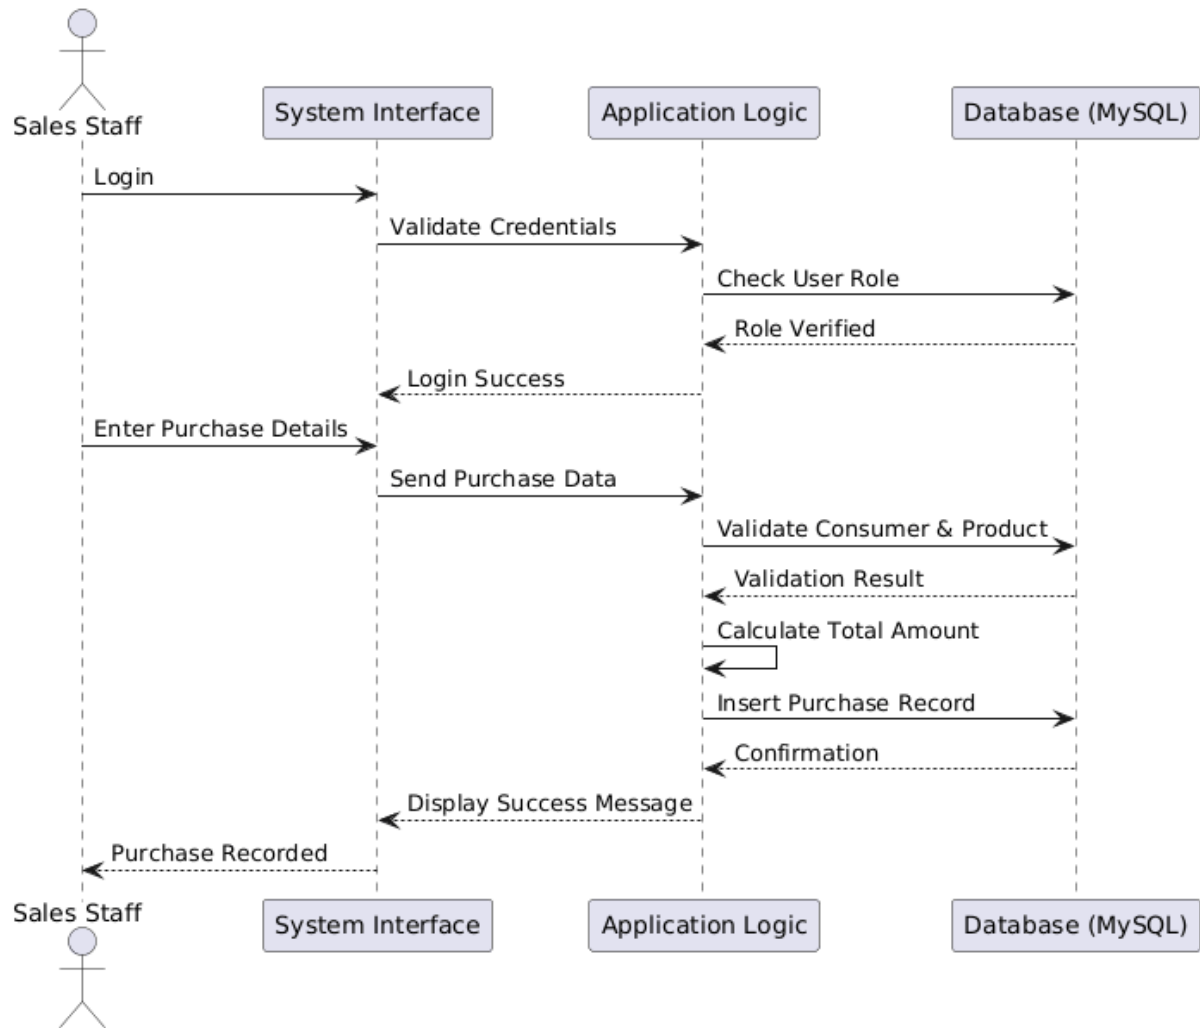 Sales Staff
System Interface
Application Logic
Database (MySQL)
Login
Validate Credentials
Check User Role
Role Verified
Login Success
Enter Purchase Details
Send Purchase Data
Validate Consumer & Product
Validation Result
Calculate Total Amount
Insert Purchase Record
Confirmation
Display Success Message
Purchase Recorded
Sales Staff
System Interface
Application Logic
Database (MySQL)